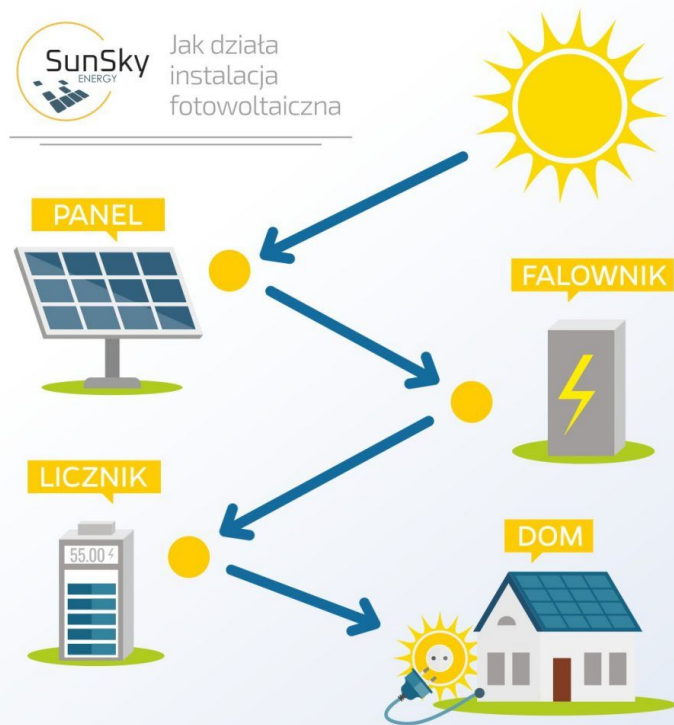 SunSky
ENERGY
Jak działa
instalacja
fotowoltaiczna
PANEL
FALOWNIK
LICZNIK
55.00
DOM